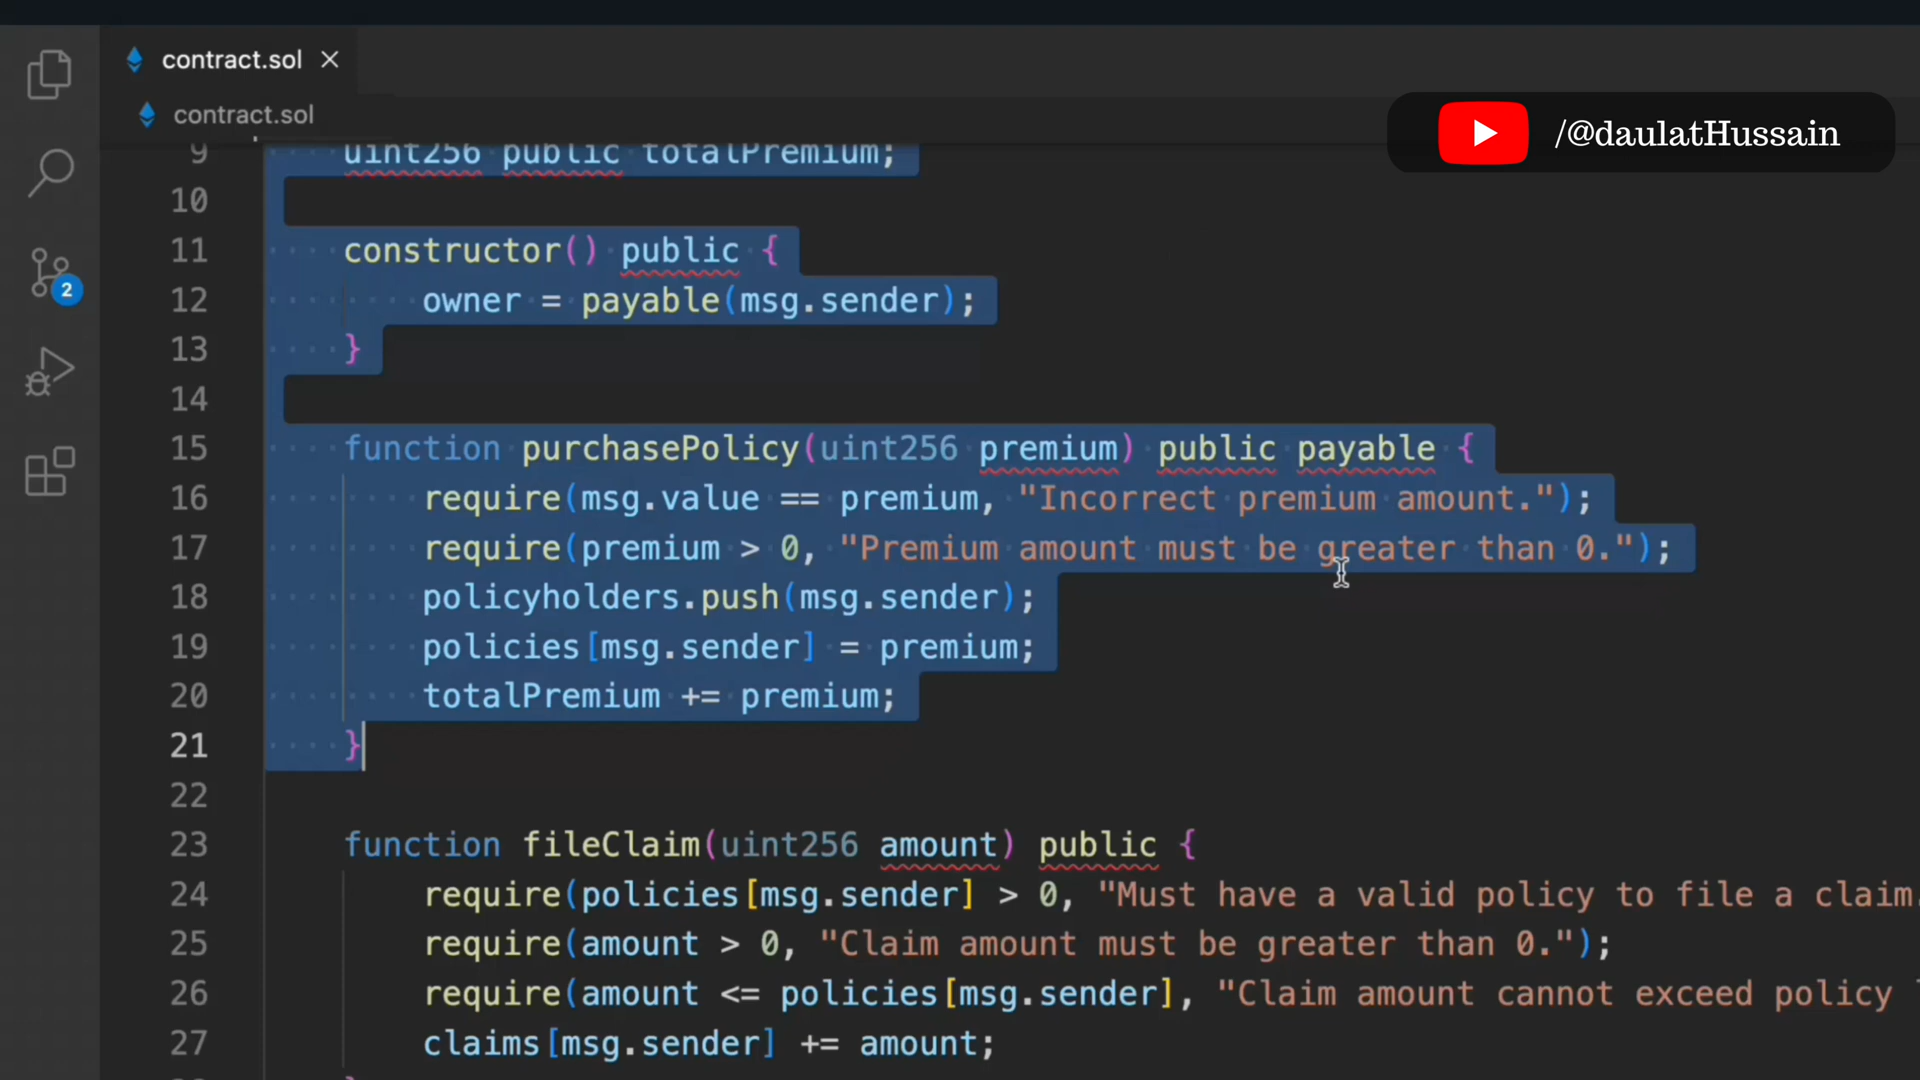 contract.sol
contract.sol
/@daulatHussain
9 uint256 public totalPremium;
10
11 constructor() public {
2
12 owner = payable(msg.sender);
13 }
14
15 function purchasePolicy(uint256 premium) public payable {
16 require(msg.value == premium, "Incorrect premium amount.");
17 require(premium > 0, "Premium amount must be greater than 0.");
18 policyholders.push(msg.sender);
19 policies[msg.sender] = premium;
20 totalPremium += premium;
21 }
22
23 function fileClaim(uint256 amount) public {
24 require(policies[msg.sender] > 0, "Must have a valid policy to file a claim.
25 require(amount > 0, "Claim amount must be greater than 0.");
26 require(amount <= policies[msg.sender], "Claim amount cannot exceed policy
27 claims[msg.sender] += amount;